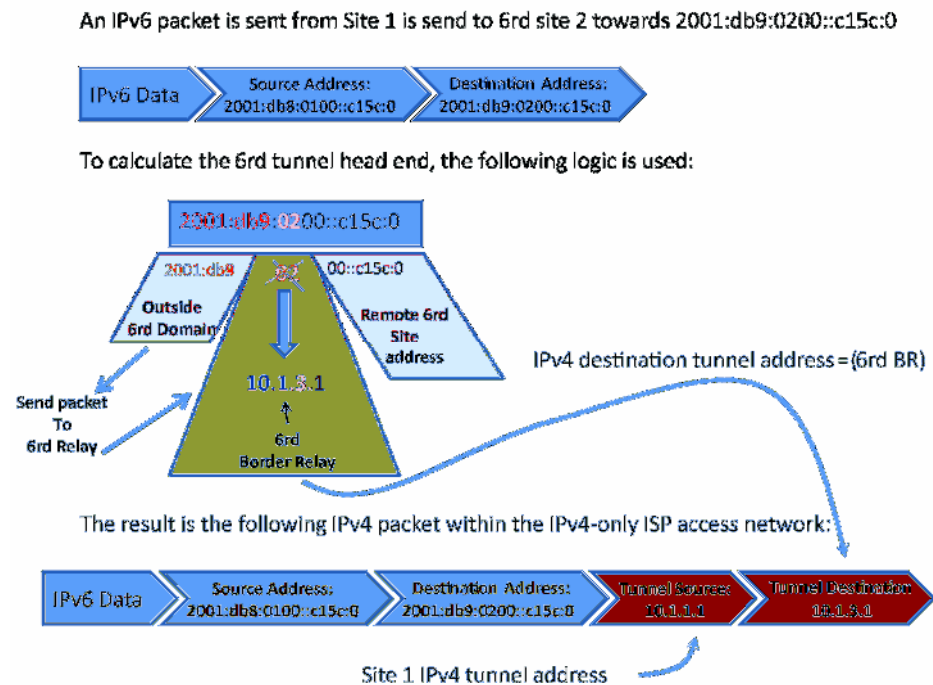 An IPv6 packet is sent from Site 1 is send to 6rd site 2 towards 2001:db9:0200::c15c:0
IPv6 Data
Source Address:
2001:db8:0100::c15c:0
Destination Address:
2001:db9:0200::c15c:0
To calculate the 6rd tunnel head end, the following logic is used:
2001:db9:0200::c15c:0
2001:db9
02
00::c15c:0
Outside
6rd Domain
Remote 6rd
Site
address
10.1.3.1
6rd
Border Relay
Send packet
To
6rd Relay
IPv4 destination tunnel address=(6rd BR)
The result is the following IPv4 packet within the IPv4-only ISP access network:
IPv6 Data
Source Address:
2001:db8:0100::c15c:0
Destination Address:
2001:db9:0200::c15c:0
Tunnel Source:
10.1.1.1
Tunnel Destination
10.1.3.1
Site 1 IPv4 tunnel address